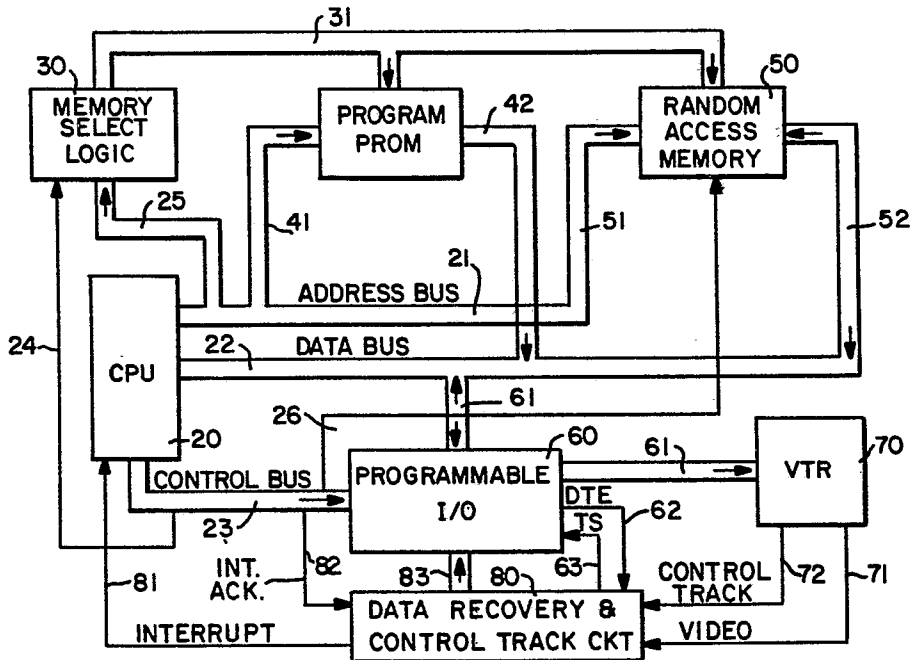 31
30
MEMORY
SELECT
LOGIC
PROGRAM
PROM
42
50
RANDOM
ACCESS
MEMORY
25
41
51
52
21
ADDRESS BUS
24
22
DATA BUS
CPU
20
26
61
60
CONTROL BUS
23
PROGRAMMABLE
I/O
61
VTR
70
DTE
TS
62
INT.
ACK.
82
83
80
63
CONTROL
TRACK
72
71
81
INTERRUPT
DATA RECOVERY &
CONTROL TRACK CKT
VIDEO